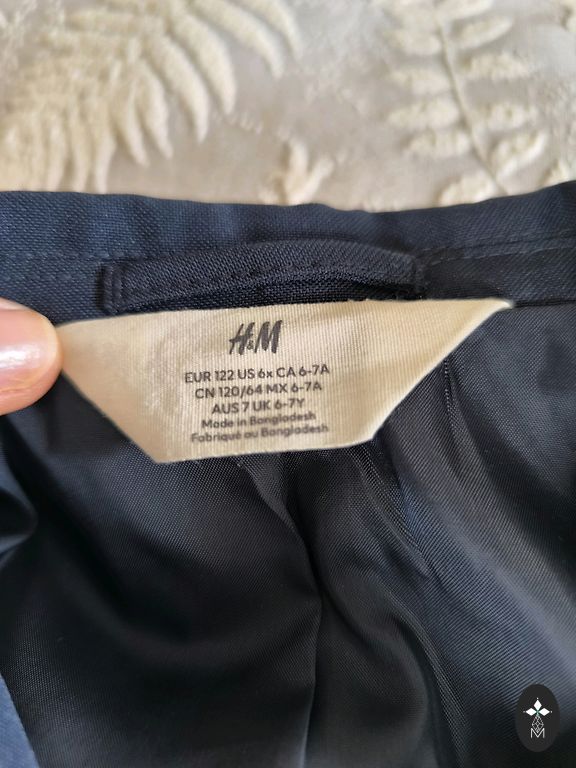 H&M
EUR 122 US 6x CA 6-7A
CN 120/64 MX 6-7A
AUS 7 UK 6-7Y
Made in Bangladesh
Fabriqué au Bangladesh
M